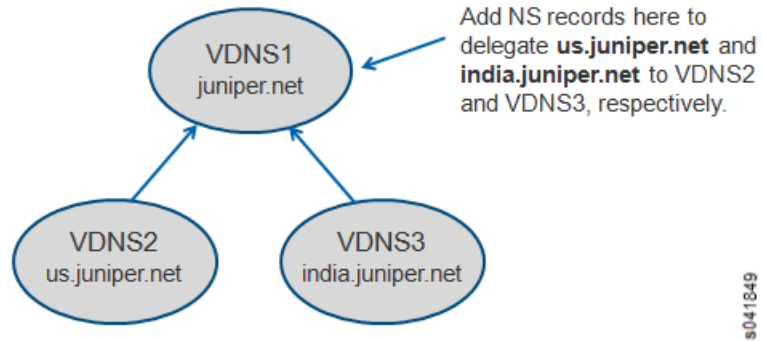 VDNS1
juniper.net
Add NS records here to
delegate us.juniper.net and
india.juniper.net to VDNS2
and VDNS3, respectively.
VDNS2
us.juniper.net
VDNS3
india.juniper.net
s041849